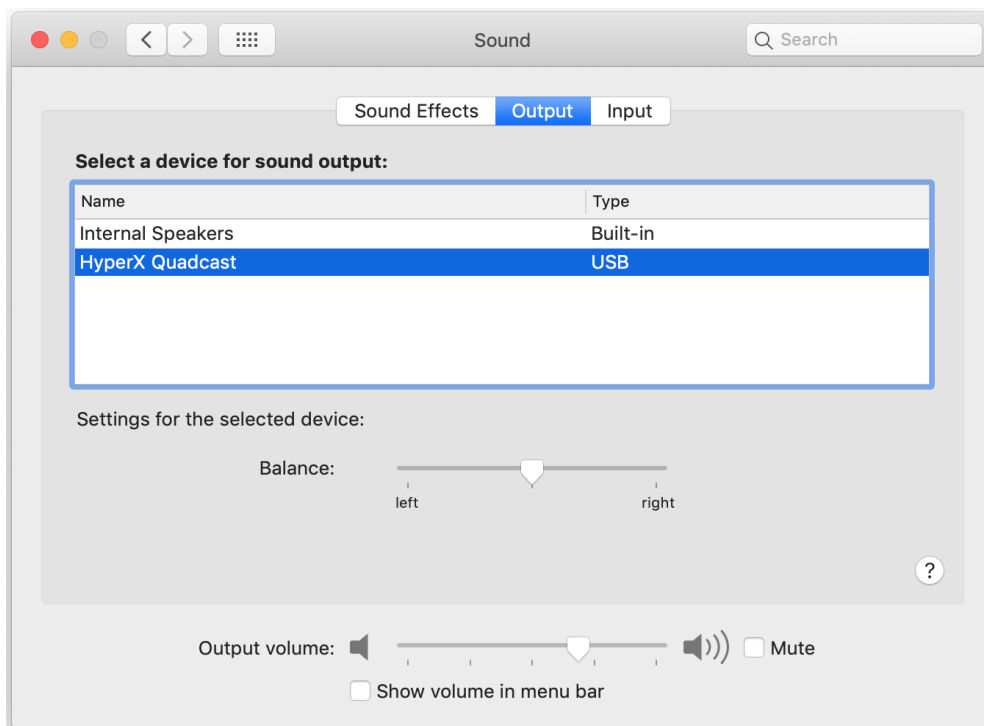 Sound
Search
Sound Effects Output Input
Select a device for sound output:
Name Type
Internal Speakers Built-in
HyperX Quadcast USB
Settings for the selected device:
Balance:
left right
?
Output volume: Mute
Show volume in menu bar